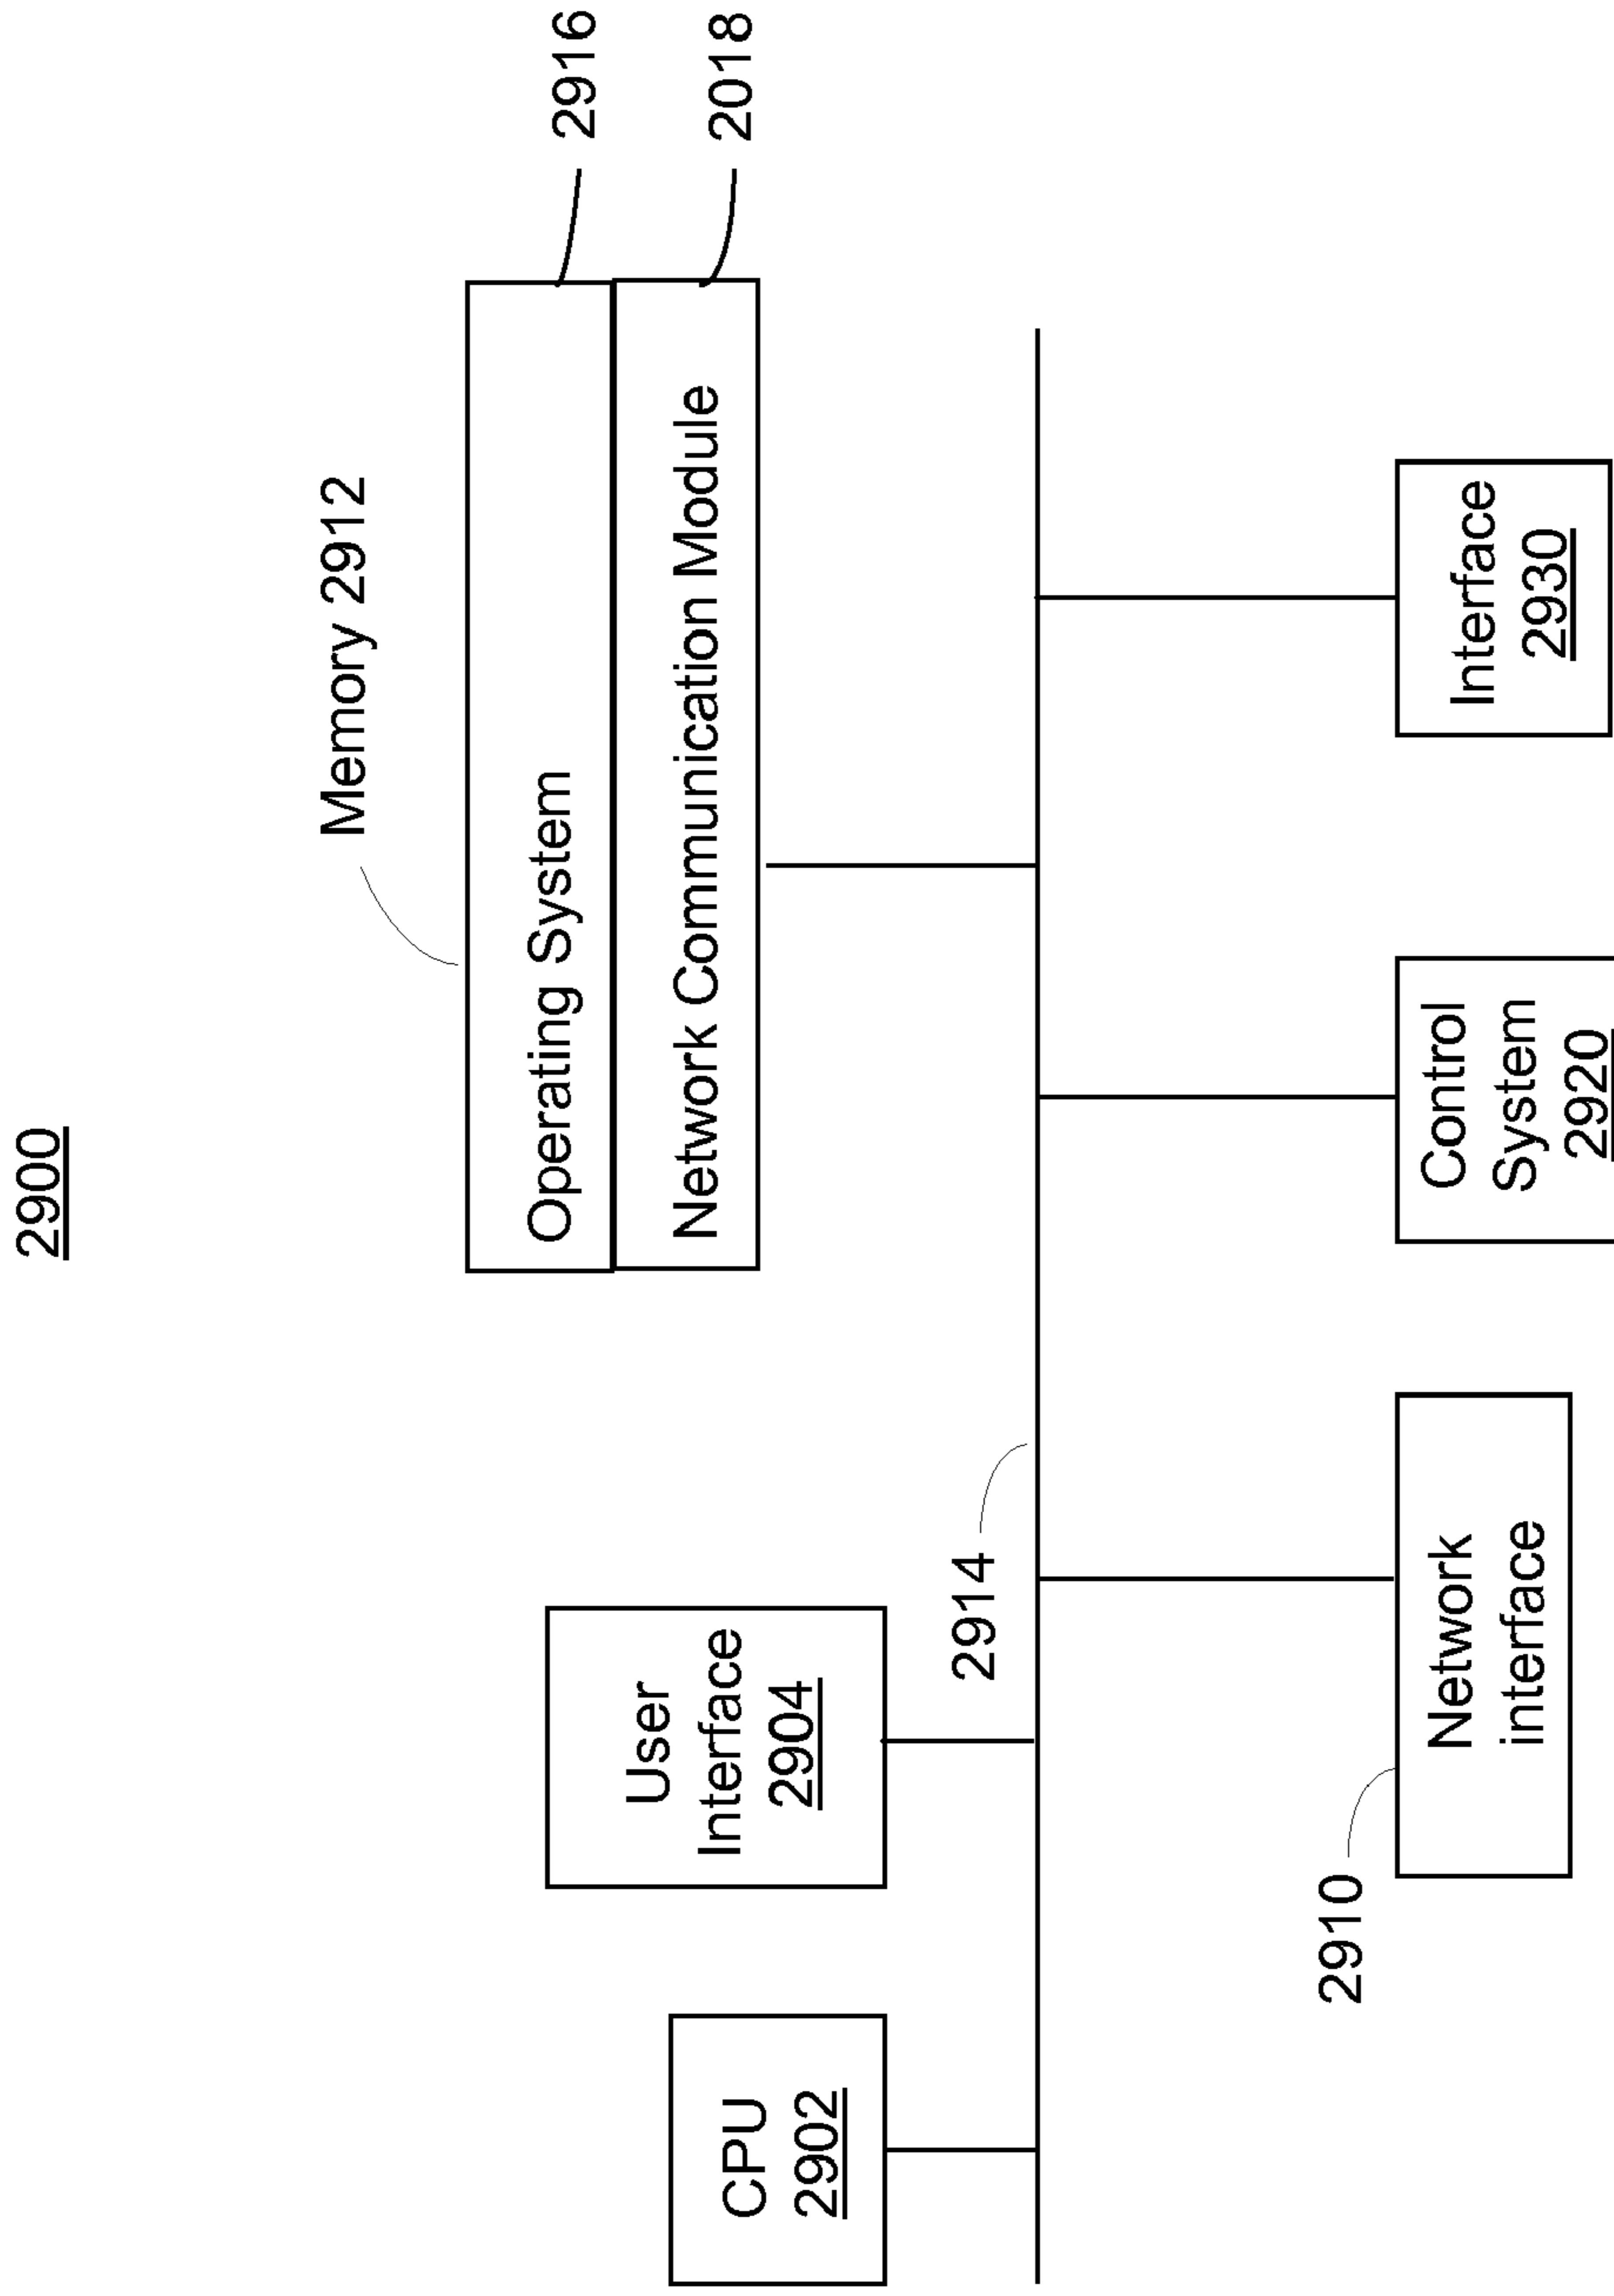 2900
Memory 2912
2916
Operating System
2018
Network Communication Module
User
Interface
2904
CPU
2902
2914
2910
Network
interface
Control
System
2920
Interface
2930